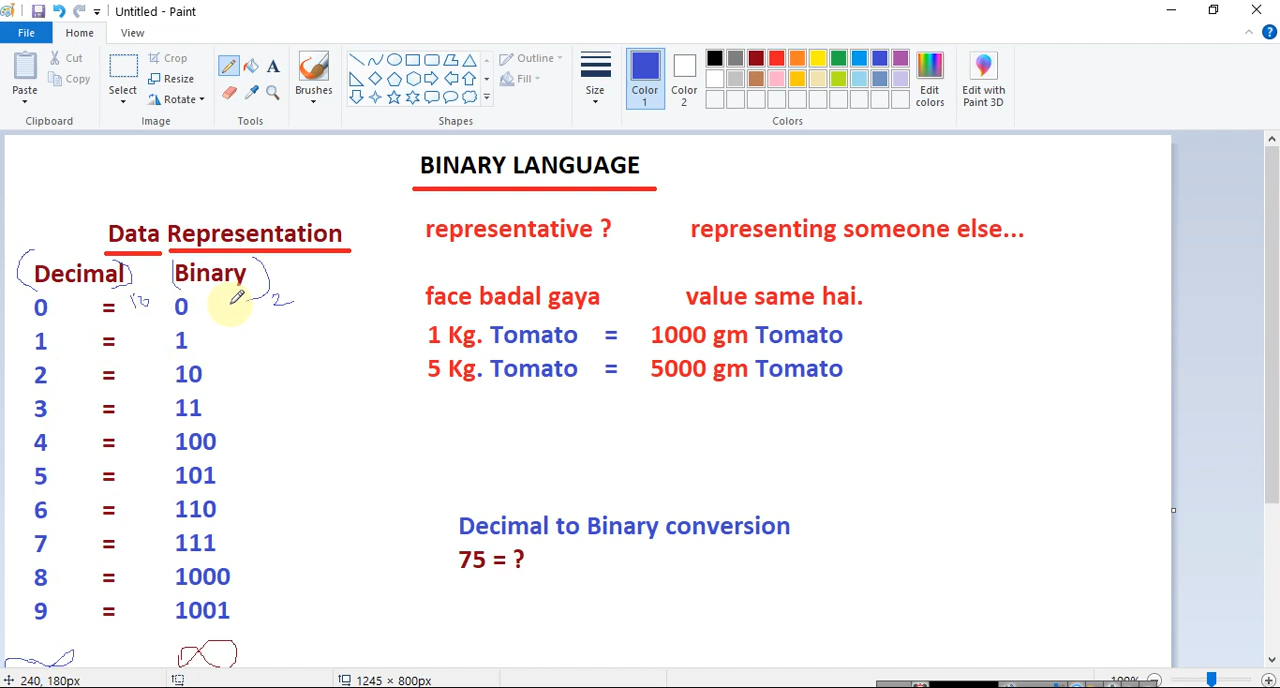 Untitled - Paint
File Home View
Paste
Cut
Copy
Clipboard
Select
Resize
Rotate
Image
A
Tools
Brushes
Outline
Fill
Shapes
Size
Color 1
Color 2
Edit colors
Colors
Edit with Paint 3D
BINARY LANGUAGE
Data Representation
representative ? representing someone else...
Decimal Binary
10 2
face badal gaya value same hai.
0 = 0
1 = 1
2 = 10
3 = 11
4 = 100
5 = 101
6 = 110
7 = 111
8 = 1000
9 = 1001
1 Kg. Tomato = 1000 gm Tomato
5 Kg. Tomato = 5000 gm Tomato
Decimal to Binary conversion
75 = ?
240, 180px
1245 × 800px
100%